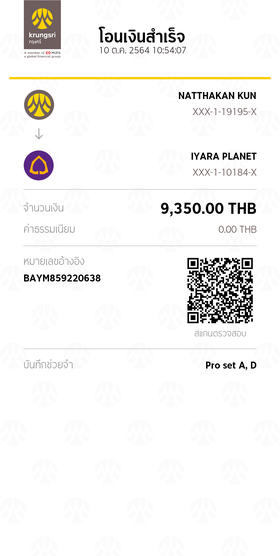 krungsri
กรุงศรี
A member of MUFG
a global financial group
โอนเงินสำเร็จ
10 ต.ค. 2564 10:54:07
NATTHAKAN KUN
XXX-1-19195-X
IYARA PLANET
XXX-1-10184-X
จำนวนเงิน 9,350.00 THB
ค่าธรรมเนียม 0.00 THB
หมายเลขอ้างอิง
BAYM859220638
สแกนตรวจสอบ
บันทึกช่วยจำ Pro set A, D